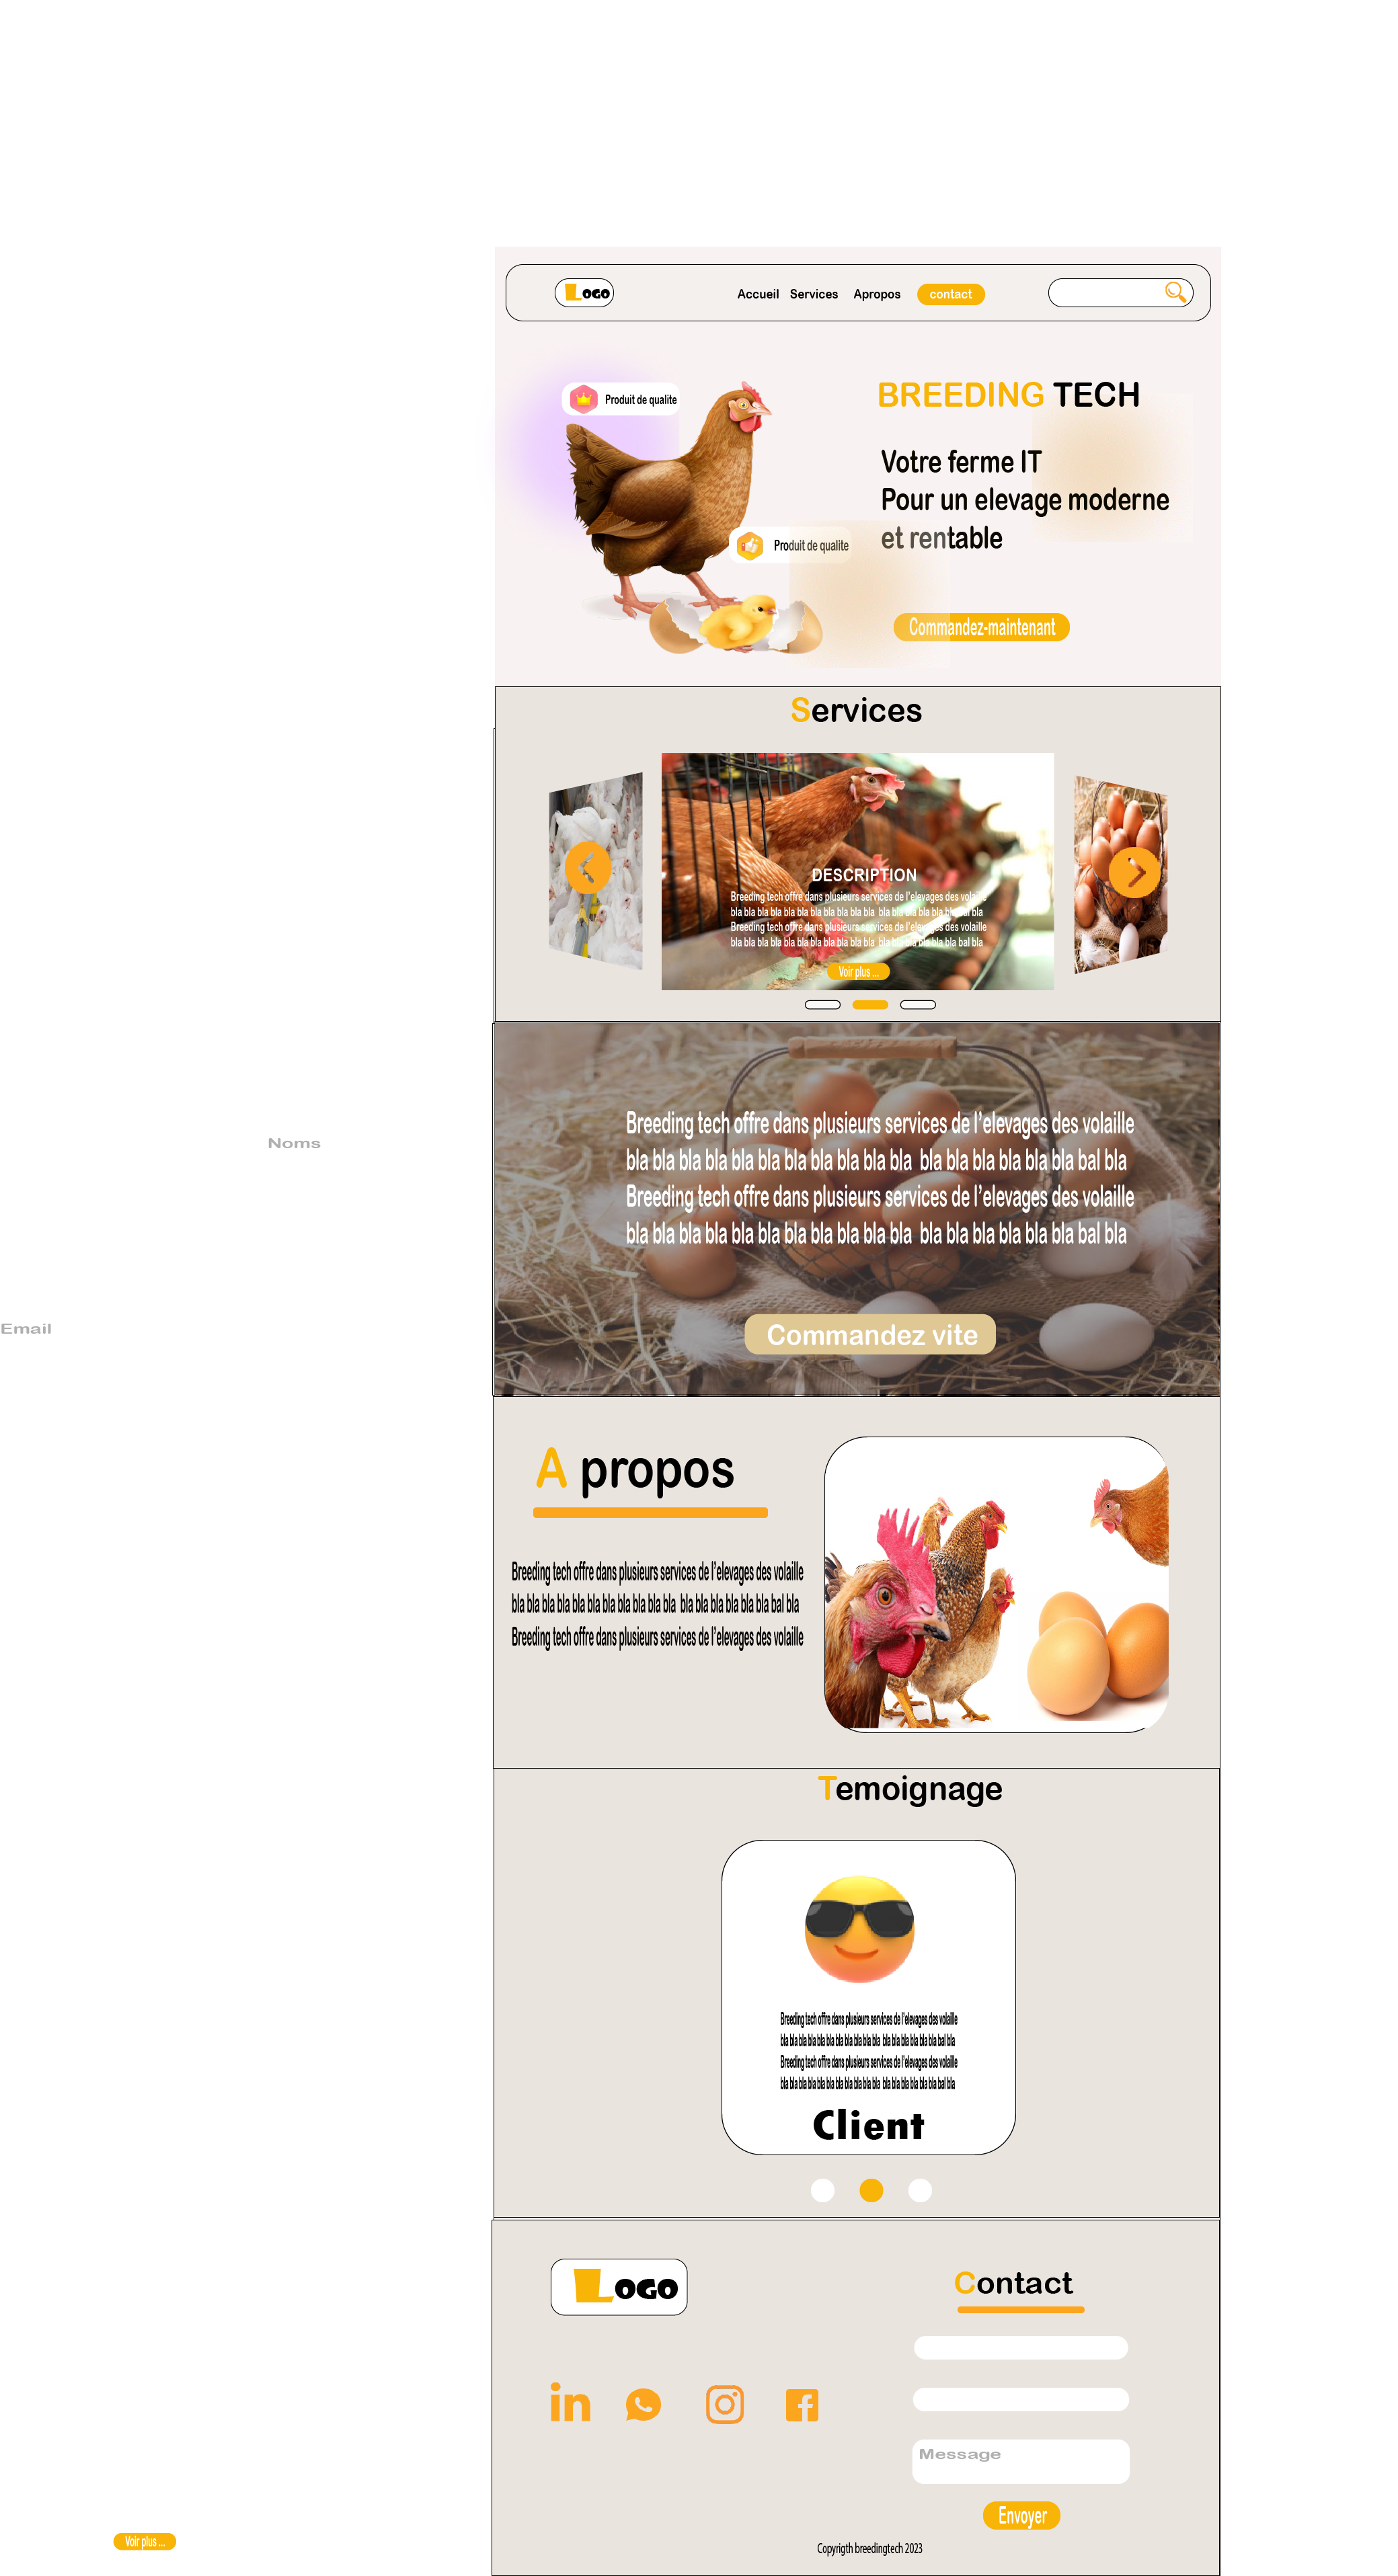 LOGO
Accueil Services Apropos contact
Produit de qualite
BREEDING TECH
Votre ferme IT
Pour un elevage moderne
et rentable
Produit de qualite
Commandez-maintenant
Services
DESCRIPTION
Breeding tech offre dans plusieurs services de l'elevages des volaille
bla bla bla bla bla bla bla bla bla bla bla bla bla bla bla bla bla bal bla
Breeding tech offre dans plusieurs services de l'elevages des volaille
bla bla bla bla bla bla bla bla bla bla bla bla bla bla bla bla bla bal bla
Voir plus ...
Breeding tech offre dans plusieurs services de l'elevages des volaille
bla bla bla bla bla bla bla bla bla bla bla bla bla bla bla bla bla bal bla
Breeding tech offre dans plusieurs services de l'elevages des volaille
bla bla bla bla bla bla bla bla bla bla bla bla bla bla bla bla bla bal bla
Noms
Email
Commandez vite
A propos
Breeding tech offre dans plusieurs services de l'elevages des volaille
bla bla bla bla bla bla bla bla bla bla bla bla bla bla bla bla bla bal bla
Breeding tech offre dans plusieurs services de l'elevages des volaille
Temoignage
Breeding tech offre dans plusieurs services de l'elevages des volaille
bla bla bla bla bla bla bla bla bla bla bla bla bla bla bla bla bla bal bla
Breeding tech offre dans plusieurs services de l'elevages des volaille
bla bla bla bla bla bla bla bla bla bla bla bla bla bla bla bla bla bal bla
Client
LOGO
Contact
in
Message
Envoyer
Voir plus ...
Copyrigth breedingtech 2023